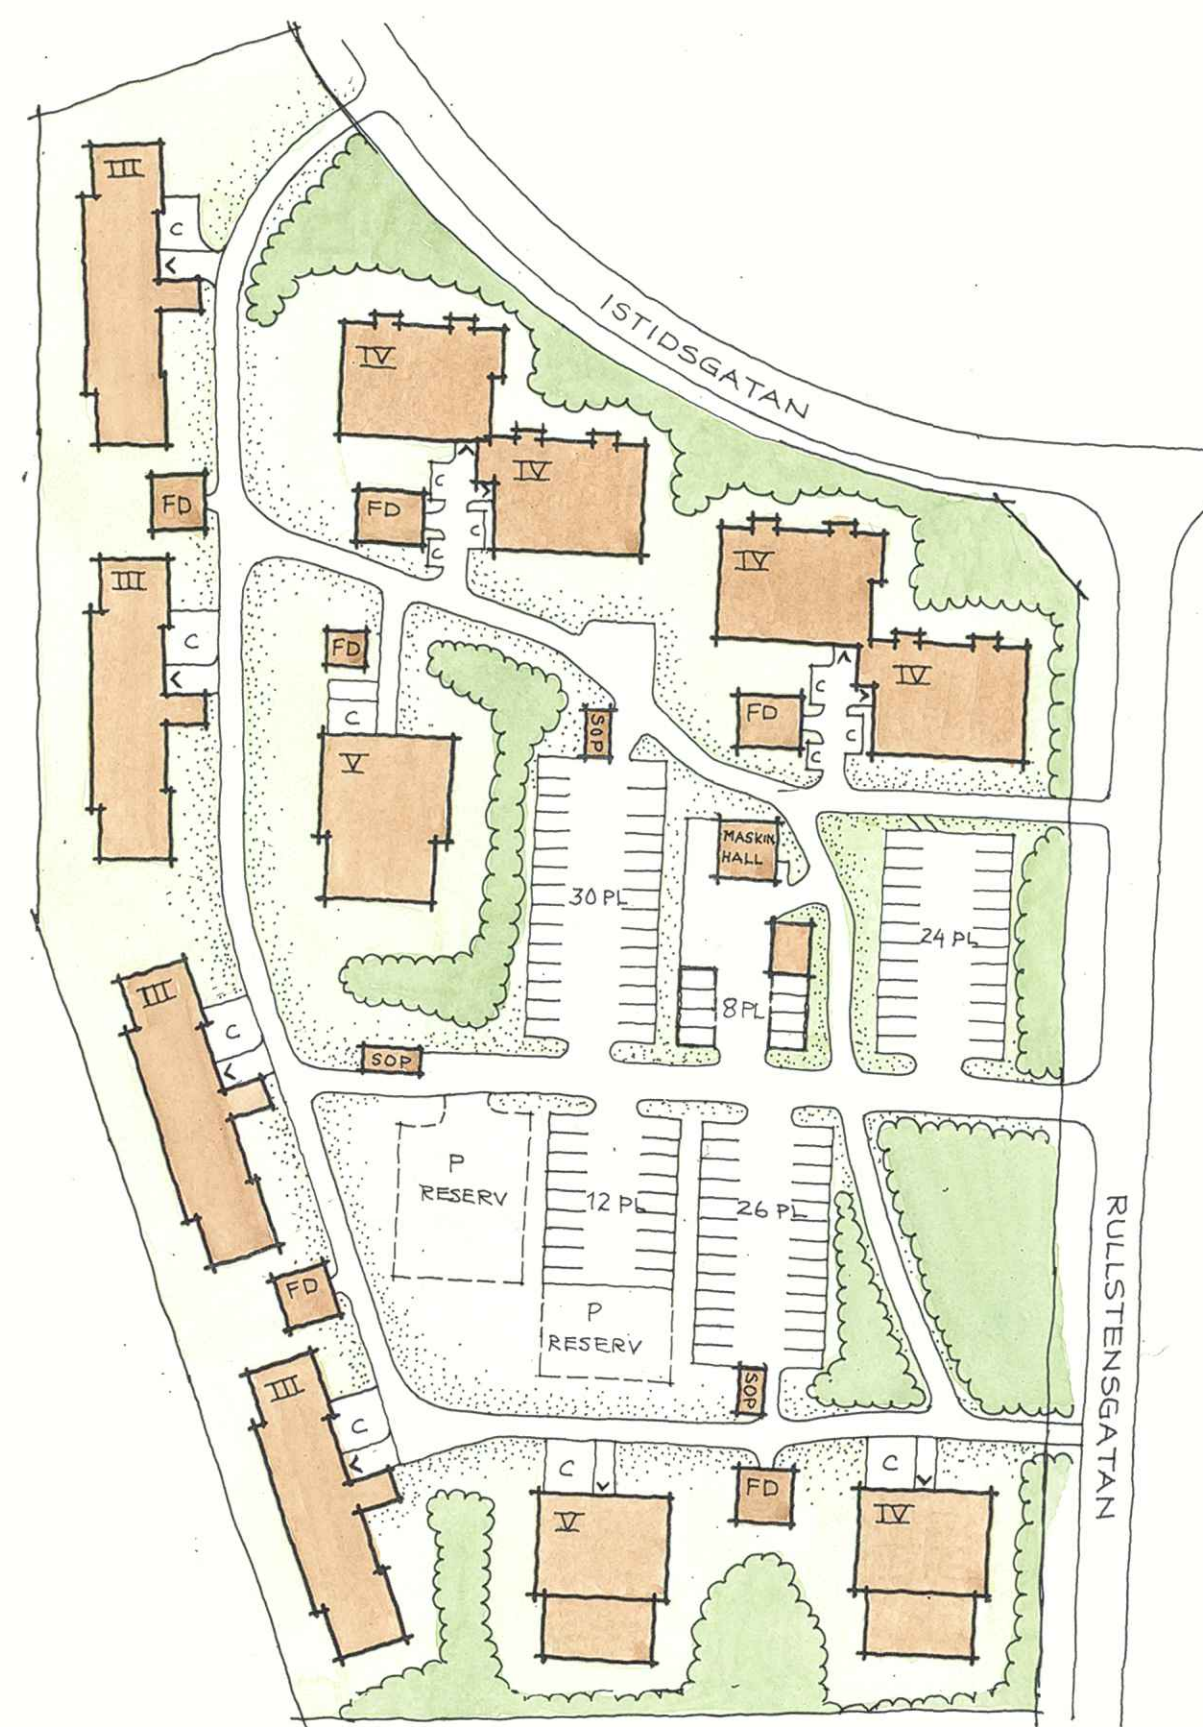 III
C
ISTIDSGATAN
IV
IV
C
FD
FD
C
C
IV
III
C
FD
IV
C
FD
C
C
C
SOP
V
MASKIN
HALL
30 PL
24 PL
III
8 PL
C
SOP
P
RESERV
12 PL
26 PL
FD
P
RESERV
RULLSTENSGATAN
III
SOP
C
C
C
FD
V
IV